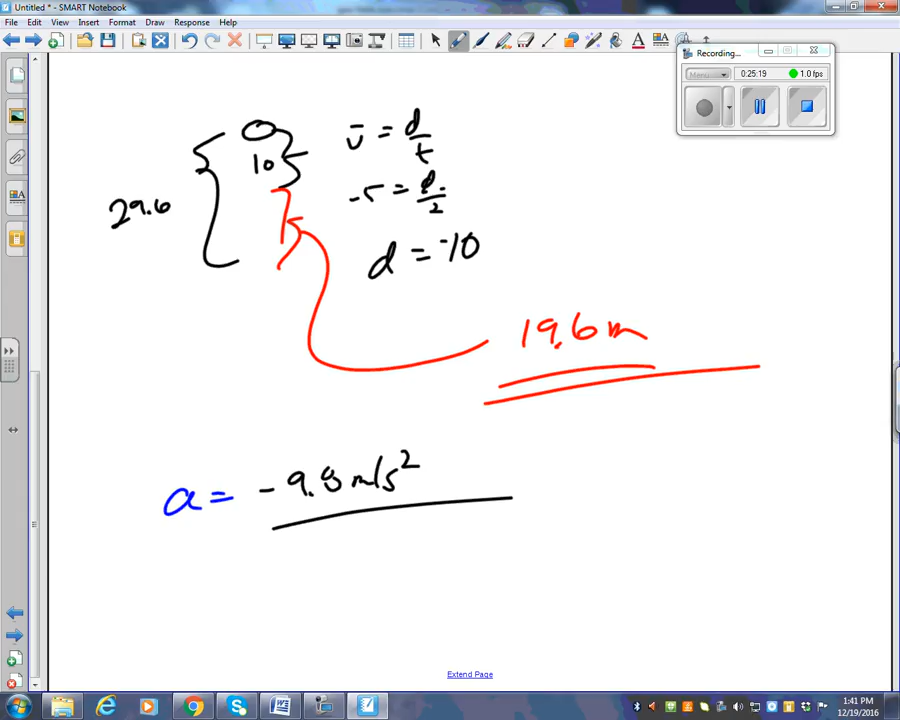 Untitled * - SMART Notebook
File Edit View Insert Format Draw Response Help
Recording...
Menu
0:25:19
1.0 fps
10
29.6
v̄ = d/t
-5 = d/2
d = -10
19.6 m
a = -9.8 m/s²
Extend Page
1:41 PM
12/19/2016